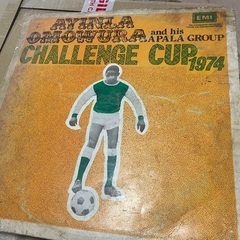 AYINLA
OMOWURA and his
APALA GROUP
EMI
CHALLENGE CUP 1974